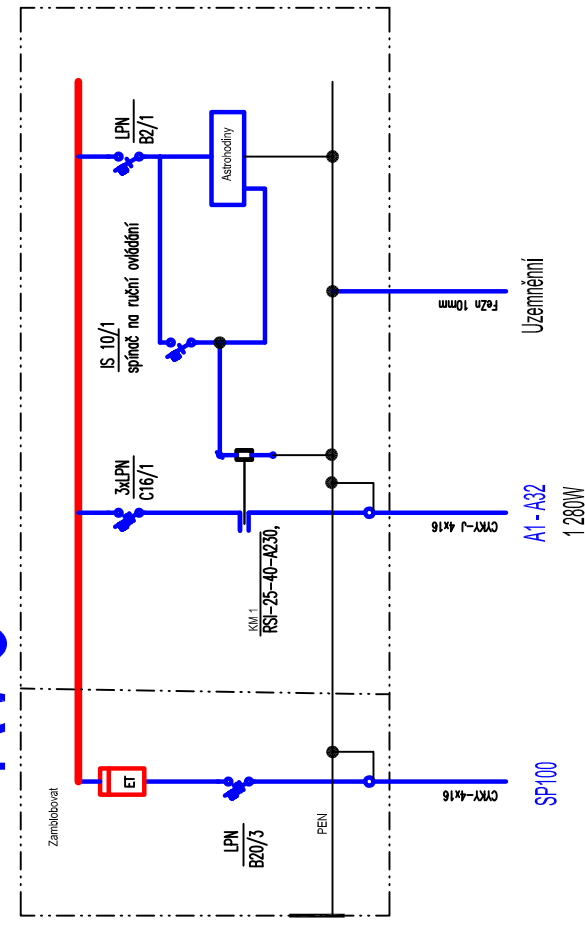 Zamblobovat
ET
LPN
B20/3
PEN
CYKY-4x16
SP100
3xLPN
C16/1
KM 1
RSI-25-40-A230,
CYKY-J 4x16
A1 - A32
1 280W
IS 10/1
spínač na ruční ovládání
LPN
B2/1
Astrohodiny
FeZn 10mm
Uzemněnní